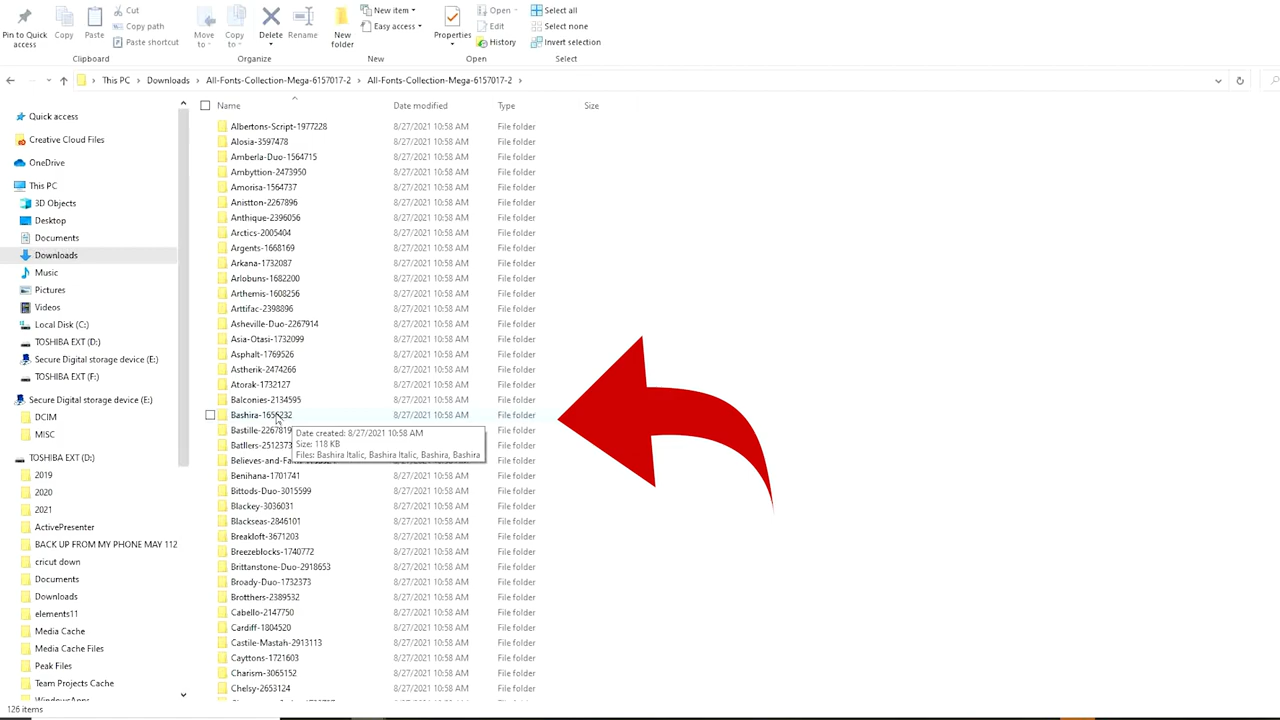 Pin to Quick access
Copy
Paste
Cut
Copy path
Paste shortcut
Clipboard
Move to
Copy to
Delete
Rename
Organize
New folder
New item
Easy access
New
Properties
Open
Edit
History
Open
Select all
Select none
Invert selection
Select
This PC > Downloads > All-Fonts-Collection-Mega-6157017-2 > All-Fonts-Collection-Mega-6157017-2 >
Quick access
Creative Cloud Files
OneDrive
This PC
3D Objects
Desktop
Documents
Downloads
Music
Pictures
Videos
Local Disk (C:)
TOSHIBA EXT (D:)
Secure Digital storage device (E:)
TOSHIBA EXT (F:)
Secure Digital storage device (E:)
DCIM
MISC
TOSHIBA EXT (D:)
2019
2020
2021
ActivePresenter
BACK UP FROM MY PHONE MAY 112
cricut down
Documents
Downloads
elements11
Media Cache
Media Cache Files
Peak Files
Team Projects Cache
WindowsApps
Name Date modified Type Size
Albertons-Script-1977228 8/27/2021 10:58 AM File folder
Alosia-3597478 8/27/2021 10:58 AM File folder
Amberla-Duo-1564715 8/27/2021 10:58 AM File folder
Ambyttion-2473950 8/27/2021 10:58 AM File folder
Amorisa-1564737 8/27/2021 10:58 AM File folder
Anistton-2267896 8/27/2021 10:58 AM File folder
Anthique-2396056 8/27/2021 10:58 AM File folder
Arctics-2005404 8/27/2021 10:58 AM File folder
Argents-1668169 8/27/2021 10:58 AM File folder
Arkana-1732087 8/27/2021 10:58 AM File folder
Arlobuns-1682200 8/27/2021 10:58 AM File folder
Arthemis-1608256 8/27/2021 10:58 AM File folder
Arttifac-2398896 8/27/2021 10:58 AM File folder
Asheville-Duo-2267914 8/27/2021 10:58 AM File folder
Asia-Otasi-1732099 8/27/2021 10:58 AM File folder
Asphalt-1769526 8/27/2021 10:58 AM File folder
Astherik-2474266 8/27/2021 10:58 AM File folder
Atorak-1732127 8/27/2021 10:58 AM File folder
Balconies-2134595 8/27/2021 10:58 AM File folder
Bashira-1656232 8/27/2021 10:58 AM File folder
Bastille-2267819 File folder
Date created: 8/27/2021 10:58 AM
Size: 118 KB
Files: Bashira Italic, Bashira Italic, Bashira, Bashira
Batllers-2512373 File folder
Believes-and- File folder
Benihana-1701741 8/27/2021 10:58 AM File folder
Bittods-Duo-3015599 8/27/2021 10:58 AM File folder
Blackey-3036031 8/27/2021 10:58 AM File folder
Blackseas-2846101 8/27/2021 10:58 AM File folder
Breakloft-3671203 8/27/2021 10:58 AM File folder
Breezeblocks-1740772 8/27/2021 10:58 AM File folder
Brittanstone-Duo-2918653 8/27/2021 10:58 AM File folder
Broady-Duo-1732373 8/27/2021 10:58 AM File folder
Brotthers-2389532 8/27/2021 10:58 AM File folder
Cabello-2147750 8/27/2021 10:58 AM File folder
Cardiff-1804520 8/27/2021 10:58 AM File folder
Castile-Mastah-2913113 8/27/2021 10:58 AM File folder
Cayttons-1721603 8/27/2021 10:58 AM File folder
Charism-3065152 8/27/2021 10:58 AM File folder
Chelsy-2653124 8/27/2021 10:58 AM File folder
126 items